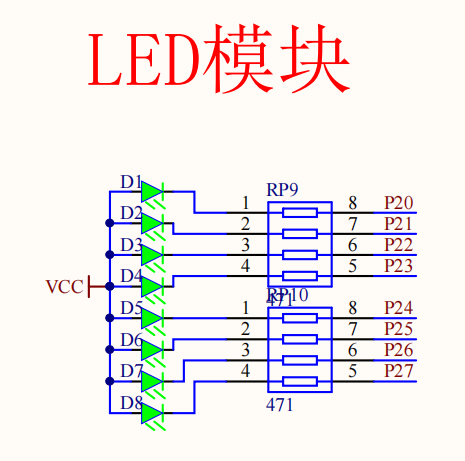 LED模块
D1 RP9
1 8 P20
D2 2 7 P21
D3 3 6 P22
D4 4 5 P23
VCC
471
RP10
D5 1 8 P24
D6 2 7 P25
D7 3 6 P26
D8 4 5 P27
471